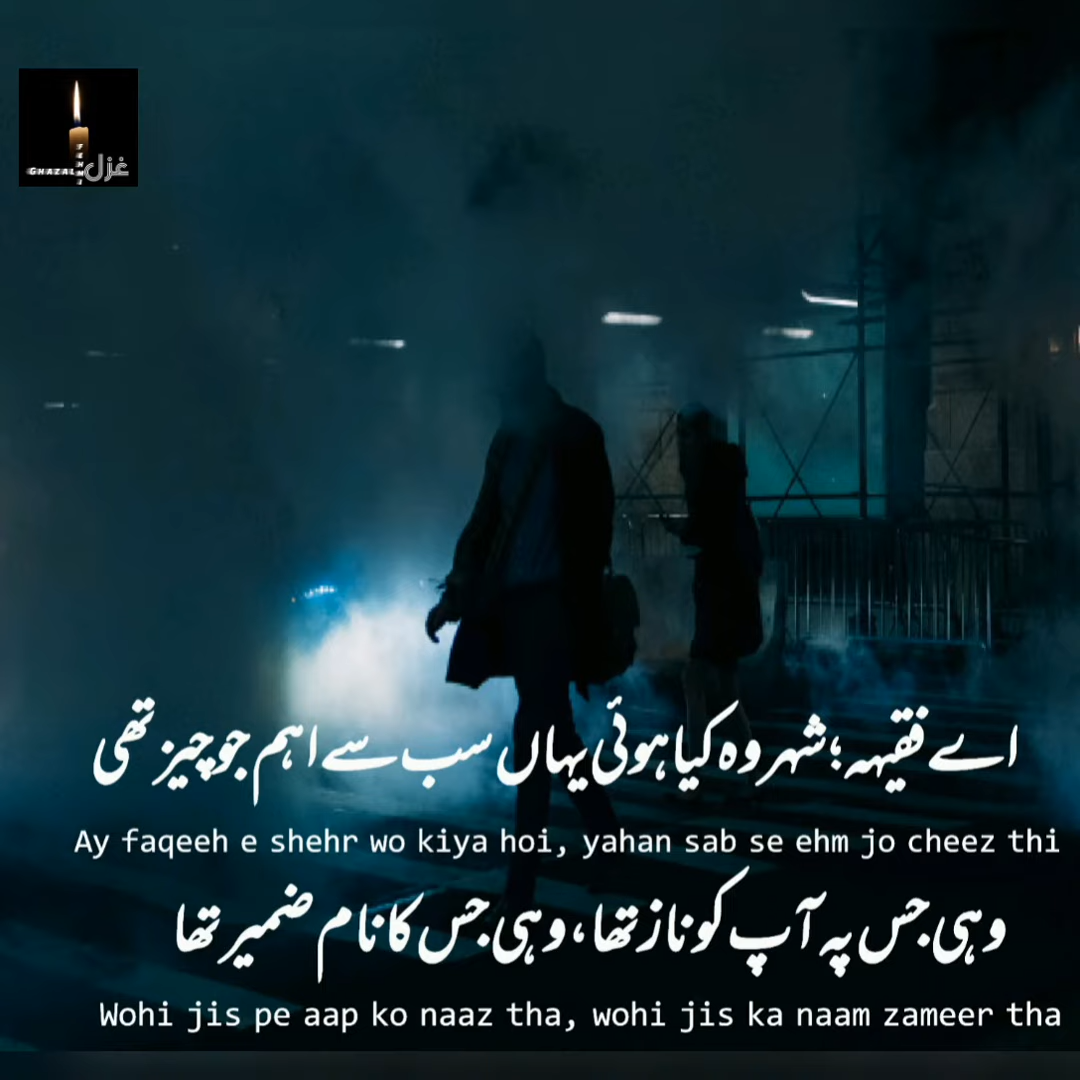 GHAZAL
FEHMI
غزل
اے فقیہہ؛ شہر وہ کیا ہوئی یہاں سب سے اہم جو چیز تھی
Ay faqeeh e shehr wo kiya hoi, yahan sab se ehm jo cheez thi
وہی جس پہ آپ کو ناز تھا، وہی جس کا نام ضمیر تھا
Wohi jis pe aap ko naaz tha, wohi jis ka naam zameer tha